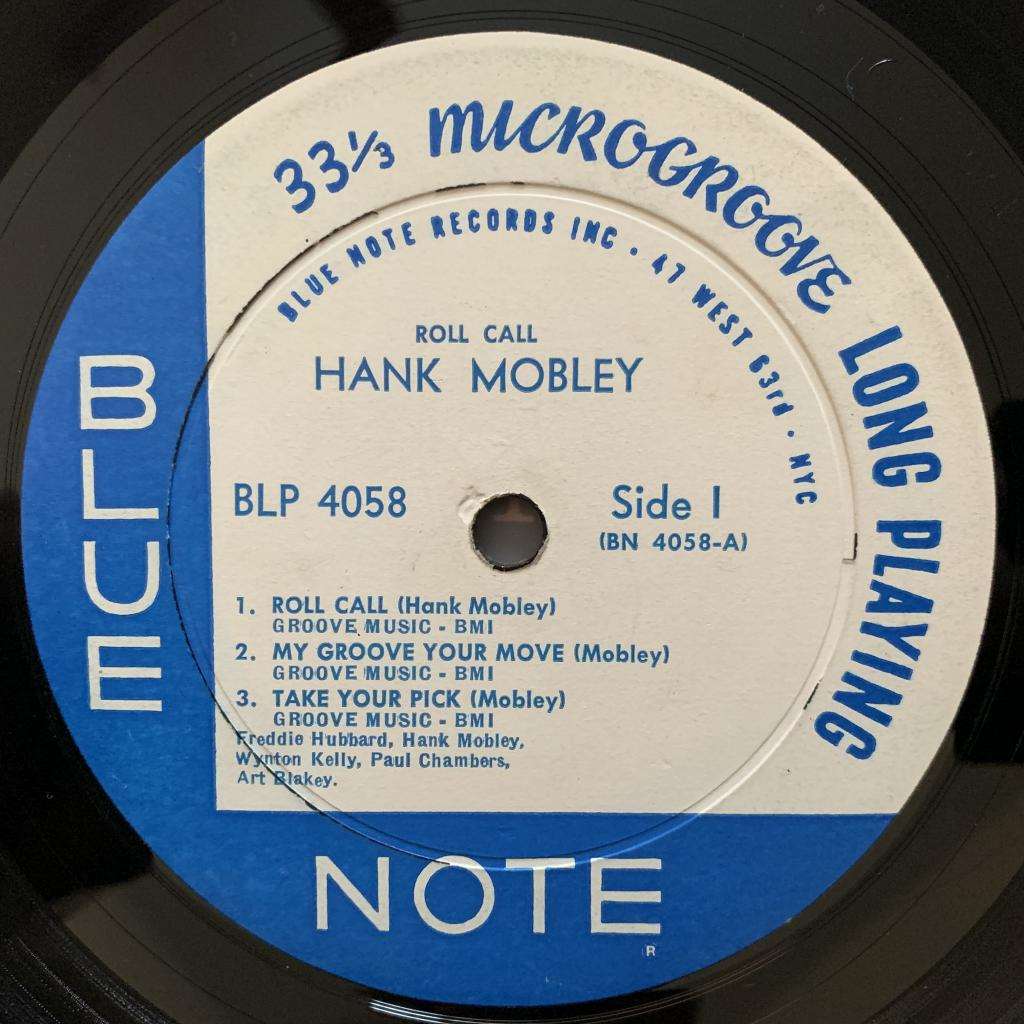 33⅓ MICROGROOVE LONG PLAYING
BLUE NOTE RECORDS INC · 47 WEST 63rd · NYC
ROLL CALL
HANK MOBLEY
BLP 4058
Side 1
(BN 4058-A)
1. ROLL CALL (Hank Mobley)
GROOVE MUSIC - BMI
2. MY GROOVE YOUR MOVE (Mobley)
GROOVE MUSIC - BMI
3. TAKE YOUR PICK (Mobley)
GROOVE MUSIC - BMI
Freddie Hubbard, Hank Mobley,
Wynton Kelly, Paul Chambers,
Art Blakey.
BLUE
NOTE
R